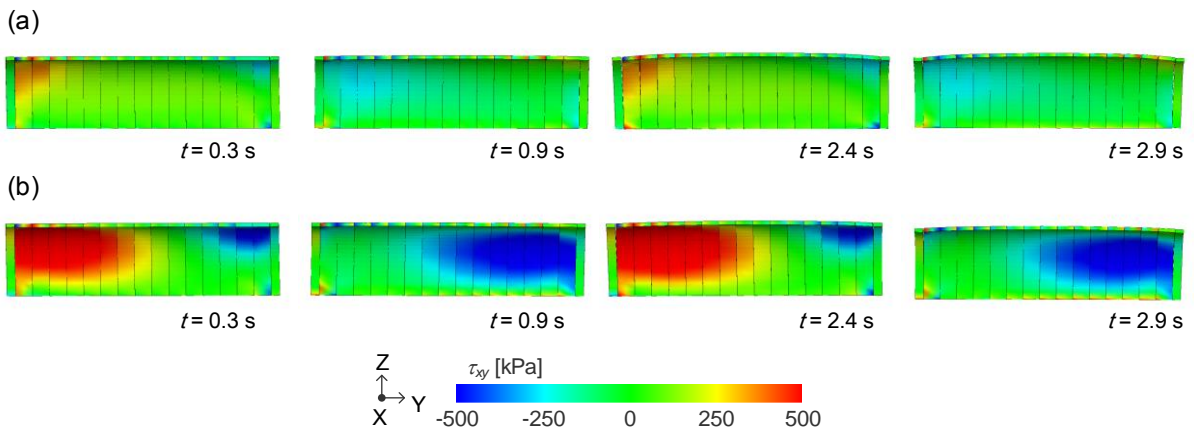 (a)
t = 0.3 s t = 0.9 s t = 2.4 s t = 2.9 s
(b)
t = 0.3 s t = 0.9 s t = 2.4 s t = 2.9 s
Z
τxy [kPa]
X Y
-500 -250 0 250 500